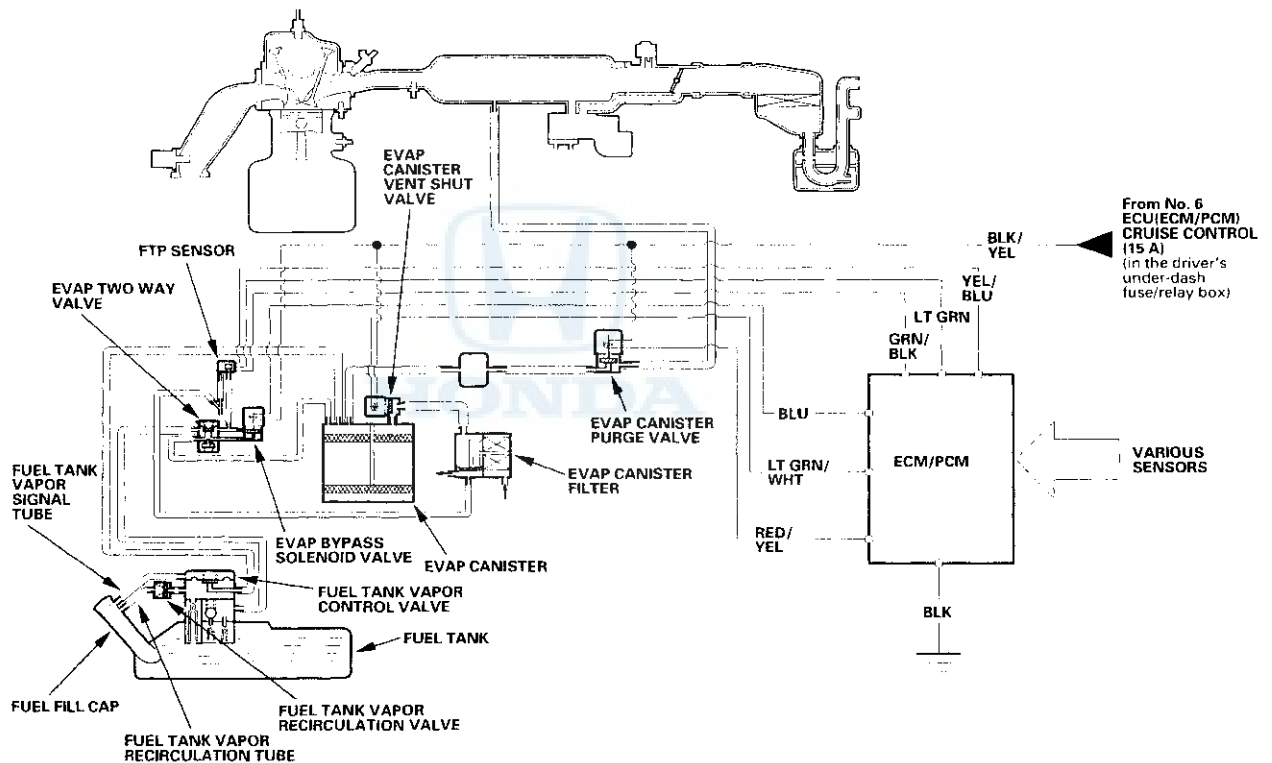 EVAP
CANISTER
VENT SHUT
VALVE
From No. 6
ECU(ECM/PCM)
CRUISE CONTROL
(15 A)
(in the driver's
under-dash
fuse/relay box)
BLK/
YEL
FTP SENSOR
YEL/
BLU
EVAP TWO WAY
VALVE
LT GRN
GRN/
BLK
HONDA
BLU
EVAP CANISTER
PURGE VALVE
ECM/PCM
VARIOUS
SENSORS
LT GRN/
WHT
FUEL TANK
VAPOR
SIGNAL
TUBE
EVAP CANISTER
FILTER
RED/
YEL
EVAP BYPASS
SOLENOID VALVE
EVAP CANISTER
FUEL TANK VAPOR
CONTROL VALVE
BLK
FUEL TANK
FUEL FILL CAP
FUEL TANK VAPOR
RECIRCULATION VALVE
FUEL TANK VAPOR
RECIRCULATION TUBE